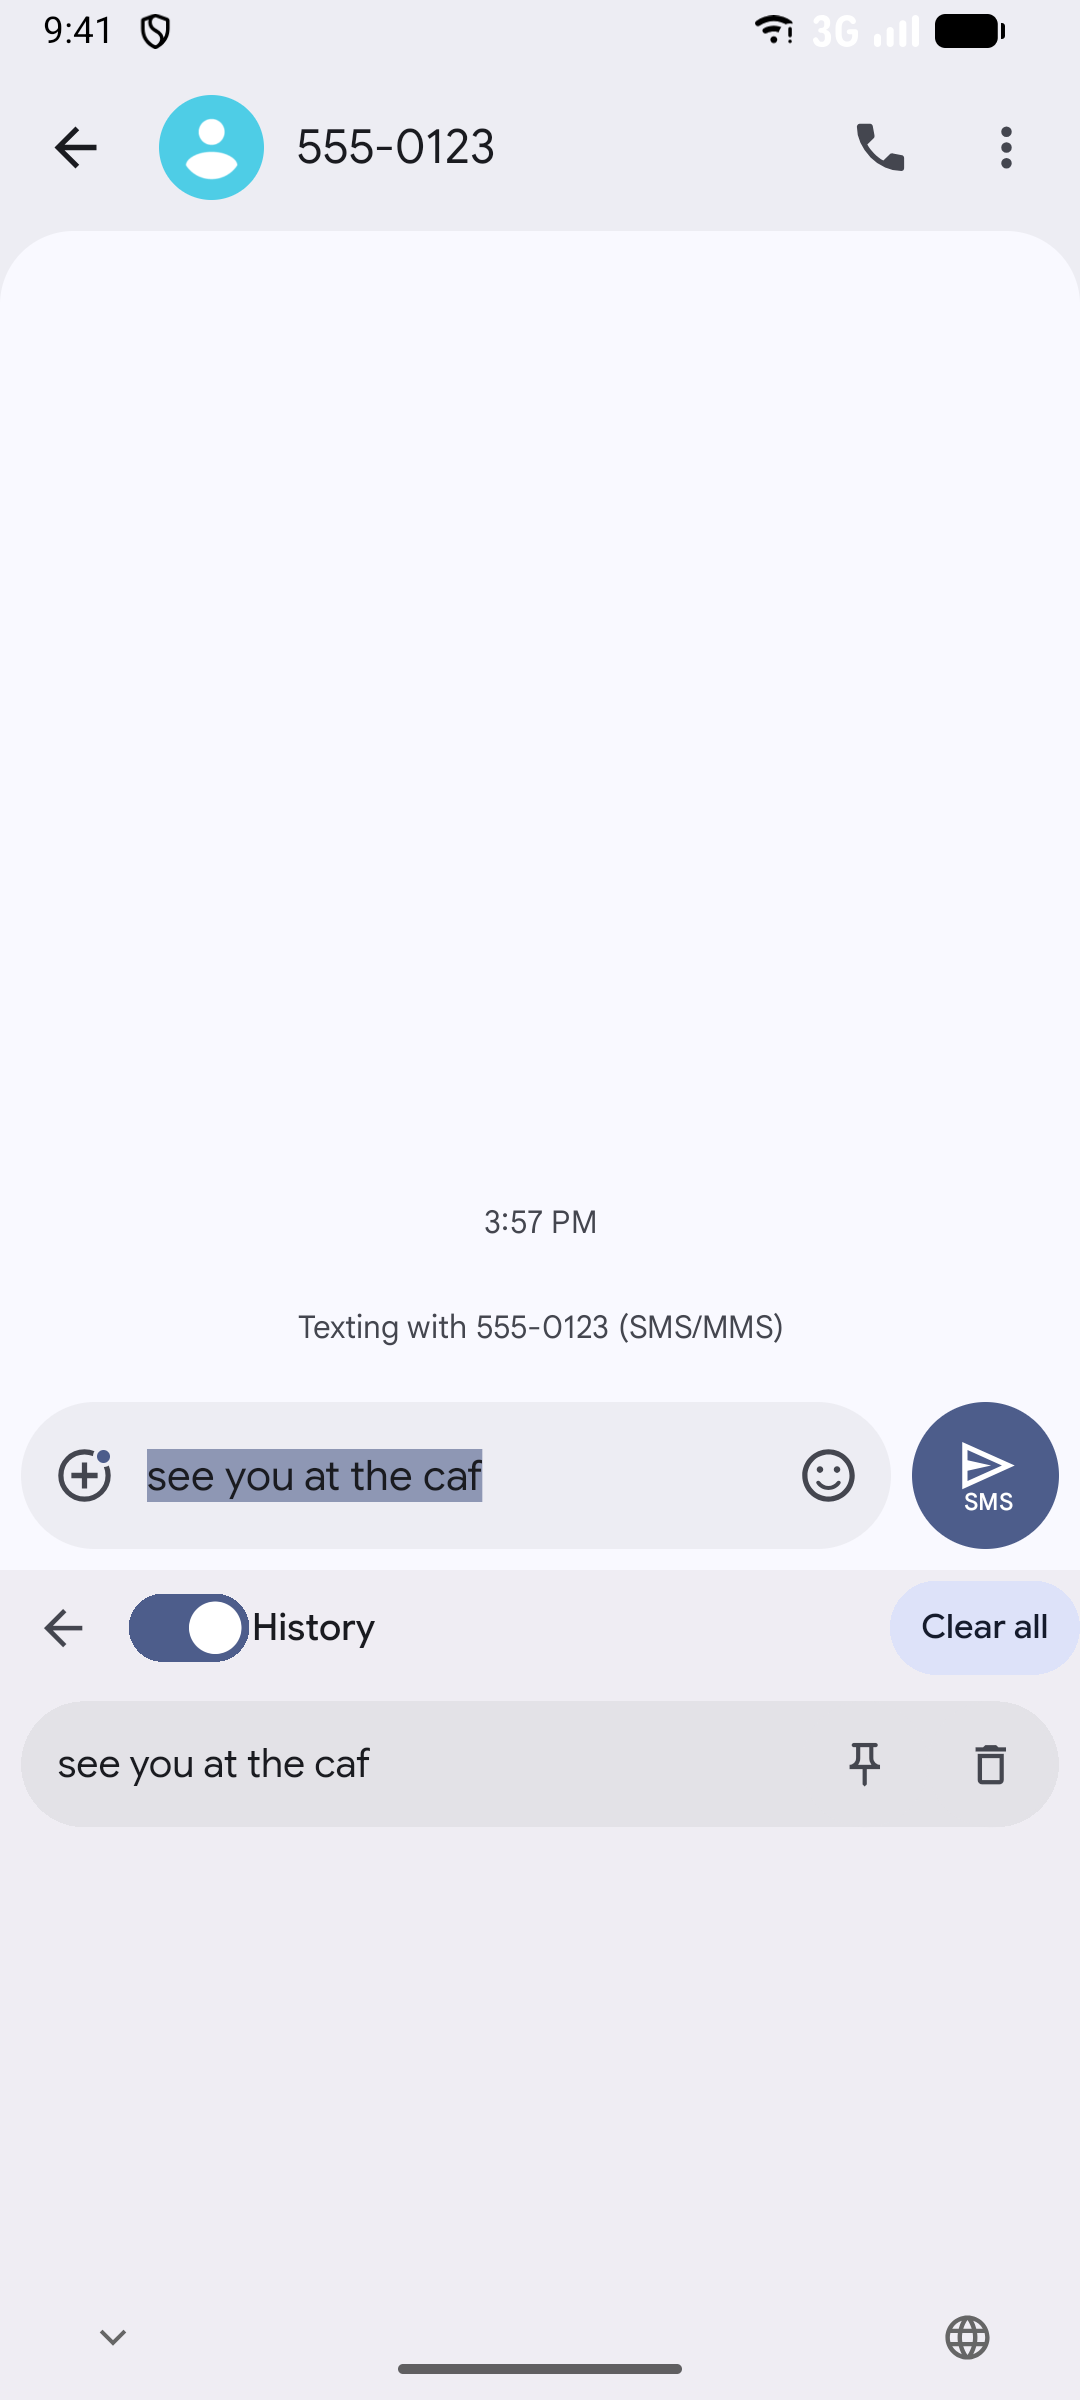 9:41
3G
555-0123
3:57 PM
Texting with 555-0123 (SMS/MMS)
see you at the caf
SMS
History
Clear all
see you at the caf